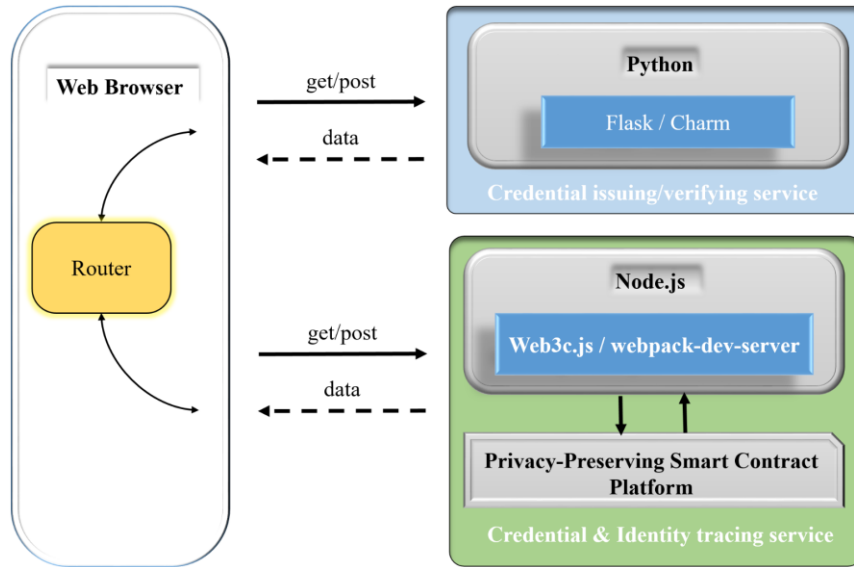 Web Browser
Router
get/post
data
Python
Flask / Charm
Credential issuing/verifying service
get/post
data
Node.js
Web3c.js / webpack-dev-server
Privacy-Preserving Smart Contract
Platform
Credential & Identity tracing service